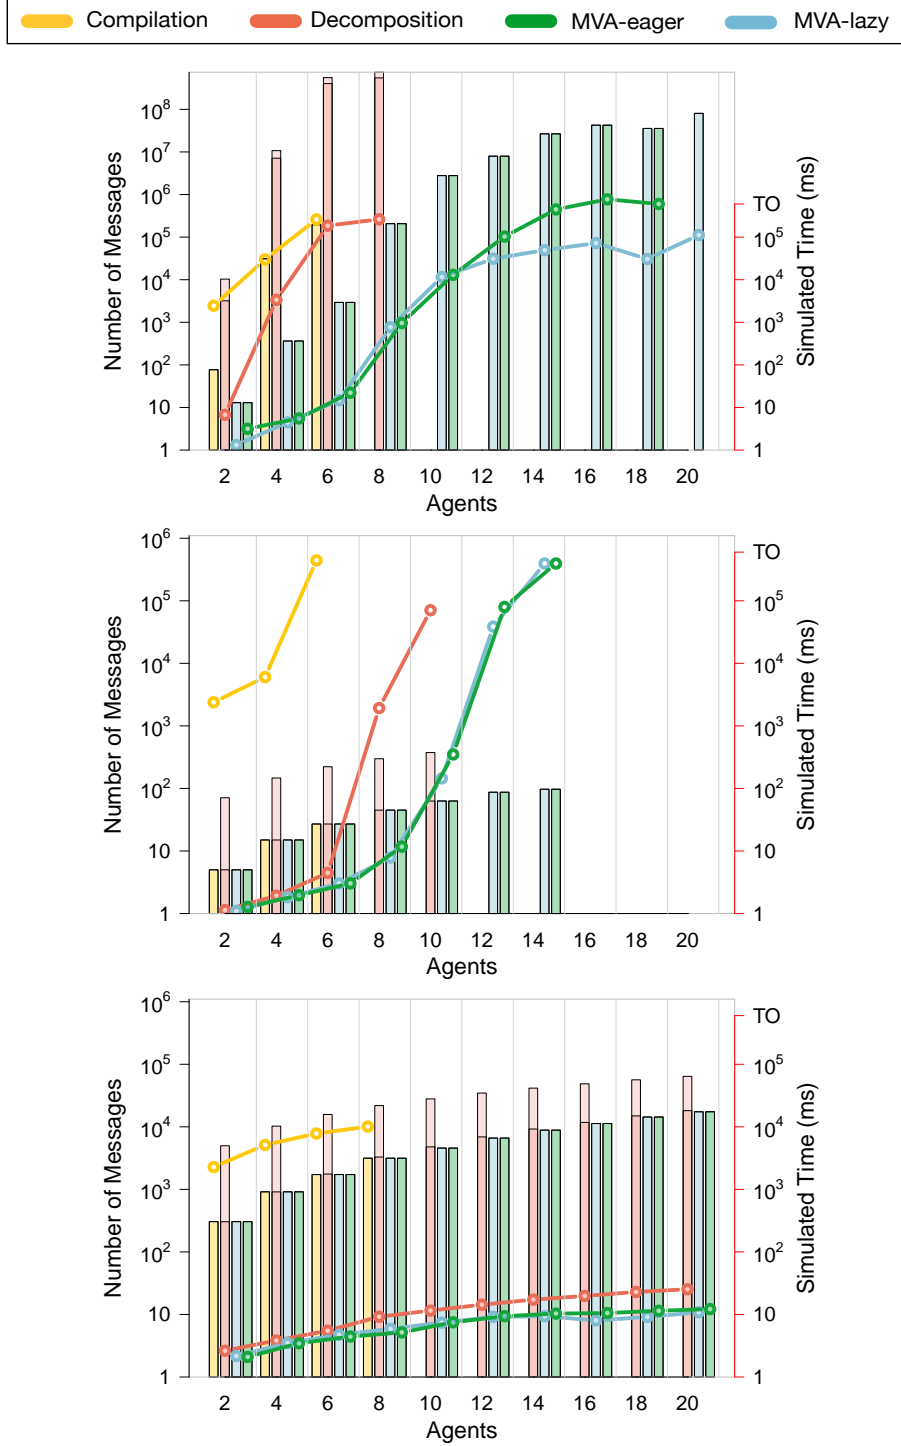 Compilation Decomposition MVA-eager MVA-lazy
Number of Messages
10^8
10^7
10^6
10^5
10^4
10^3
10^2
10
1
2 4 6 8 10 12 14 16 18 20
Agents
TO
10^5
10^4
10^3
10^2
10
1
Simulated Time (ms)
Number of Messages
10^6
10^5
10^4
10^3
10^2
10
1
2 4 6 8 10 12 14 16 18 20
Agents
TO
10^5
10^4
10^3
10^2
10
1
Simulated Time (ms)
Number of Messages
10^6
10^5
10^4
10^3
10^2
10
1
2 4 6 8 10 12 14 16 18 20
Agents
TO
10^5
10^4
10^3
10^2
10
1
Simulated Time (ms)